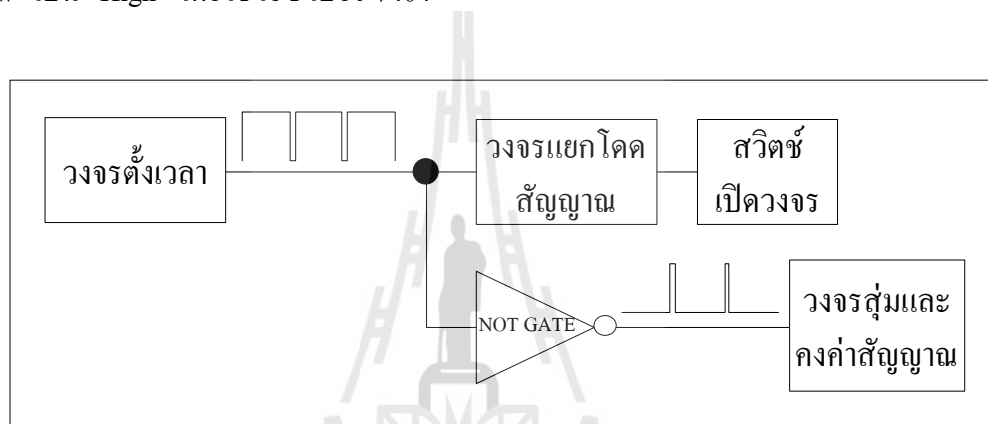 High
7404
วงจรตั้งเวลา
วงจรแยกโดด
สัญญาณ
สวิตช์
เปิดวงจร
NOT GATE
วงจรสุ่มและ
คงค่าสัญญาณ